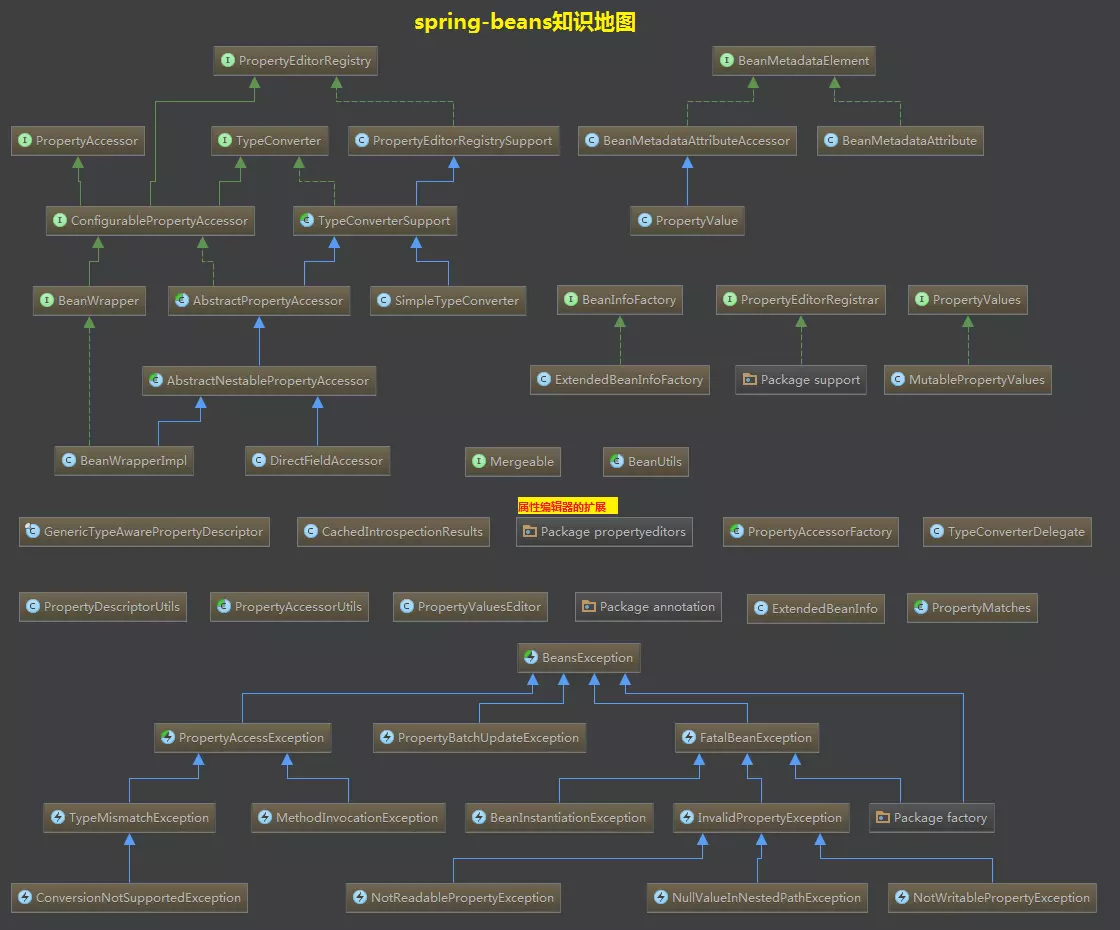 spring-beans知识地图
PropertyEditorRegistry
BeanMetadataElement
PropertyAccessor
TypeConverter
PropertyEditorRegistrySupport
BeanMetadataAttributeAccessor
BeanMetadataAttribute
ConfigurablePropertyAccessor
TypeConverterSupport
PropertyValue
BeanWrapper
AbstractPropertyAccessor
SimpleTypeConverter
BeanInfoFactory
PropertyEditorRegistrar
PropertyValues
AbstractNestablePropertyAccessor
ExtendedBeanInfoFactory
Package support
MutablePropertyValues
BeanWrapperImpl
DirectFieldAccessor
Mergeable
BeanUtils
属性编辑器的扩展
GenericTypeAwarePropertyDescriptor
CachedIntrospectionResults
Package propertyeditors
PropertyAccessorFactory
TypeConverterDelegate
PropertyDescriptorUtils
PropertyAccessorUtils
PropertyValuesEditor
Package annotation
ExtendedBeanInfo
PropertyMatches
BeansException
PropertyAccessException
PropertyBatchUpdateException
FatalBeanException
TypeMismatchException
MethodInvocationException
BeanInstantiationException
InvalidPropertyException
Package factory
ConversionNotSupportedException
NotReadablePropertyException
NullValueInNestedPathException
NotWritablePropertyException